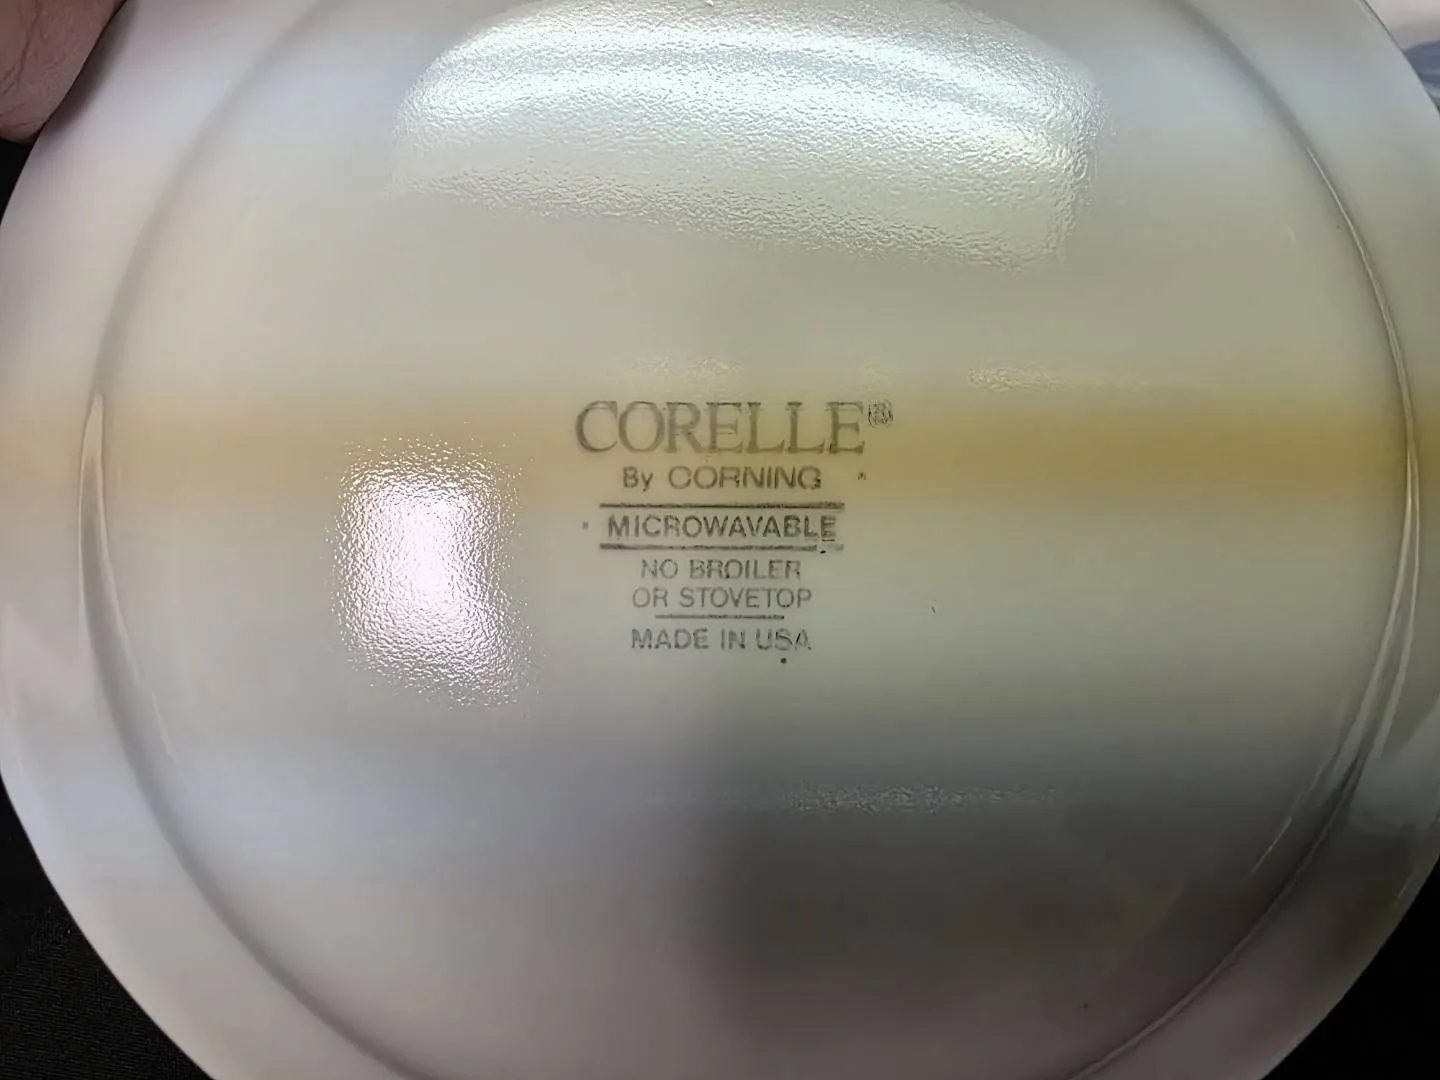 CORELLE®
By CORNING
MICROWAVABLE
NO BROILER
OR STOVETOP
MADE IN USA